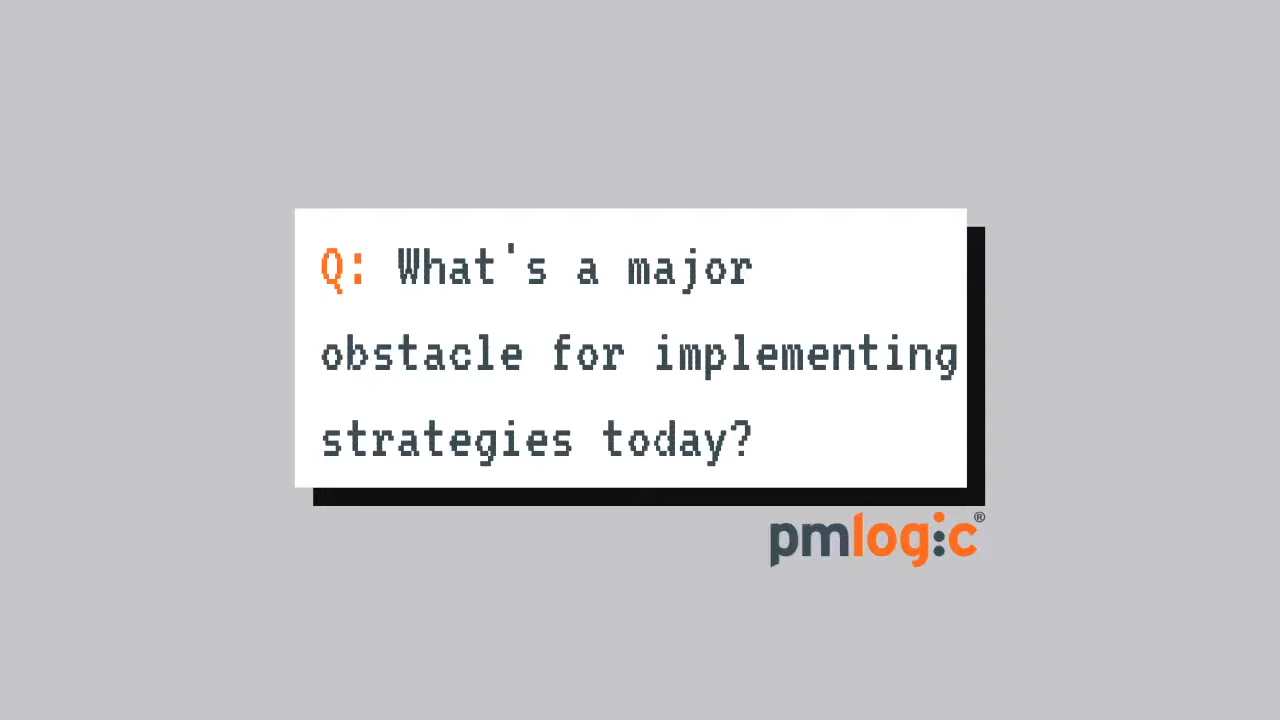 Q: What's a major
obstacle for implementing
strategies today?
pmlogic®